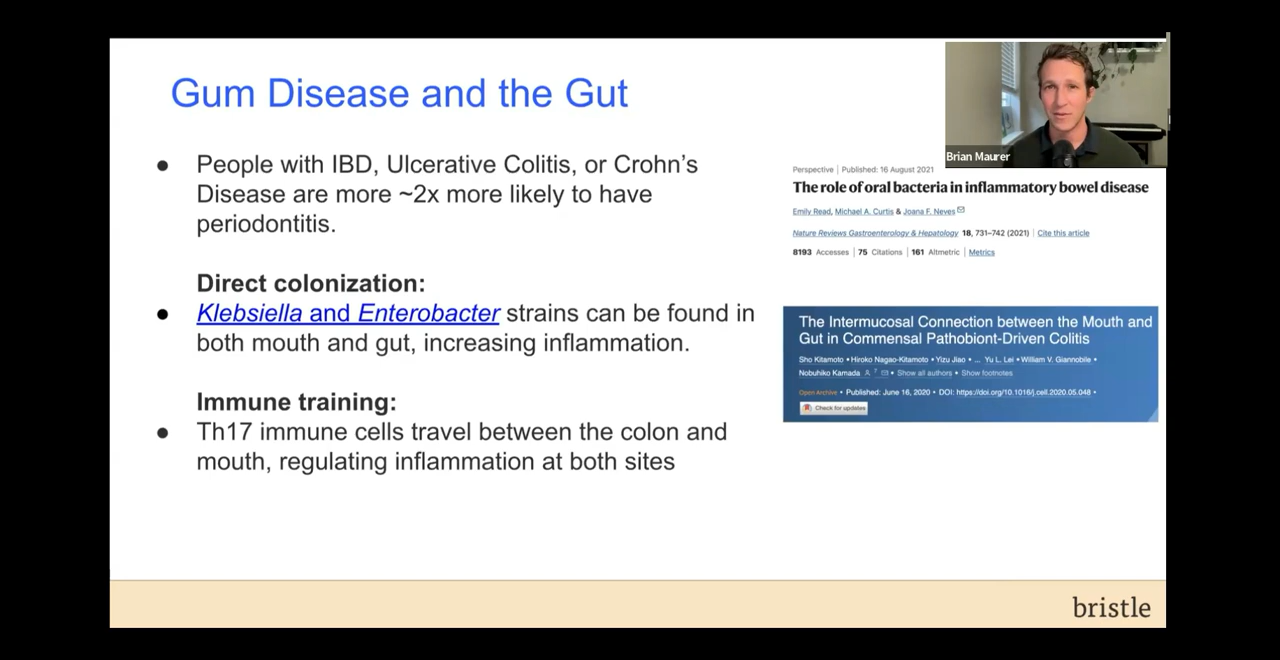 Gum Disease and the Gut
● People with IBD, Ulcerative Colitis, or Crohn’s
Disease are more ~2x more likely to have
periodontitis.
Direct colonization:
● Klebsiella and Enterobacter strains can be found in
both mouth and gut, increasing inflammation.
Immune training:
● Th17 immune cells travel between the colon and
mouth, regulating inflammation at both sites
Brian Maurer
Perspective | Published: 16 August 2021
The role of oral bacteria in inflammatory bowel disease
Emily Read, Michael A. Curtis & Joana F. Neves
Nature Reviews Gastroenterology & Hepatology 18, 731–742 (2021) | Cite this article
8193 Accesses | 75 Citations | 161 Altmetric | Metrics
The Intermucosal Connection between the Mouth and
Gut in Commensal Pathobiont-Driven Colitis
Sho Kitamoto • Hiroko Nagao-Kitamoto • Yizu Jiao • ... Yu L. Lei • William V. Giannobile •
Nobuhiko Kamada • Show all authors • Show footnotes
Open Archive • Published: June 16, 2020 • DOI: https://doi.org/10.1016/j.cell.2020.05.048 •
Check for updates
bristle